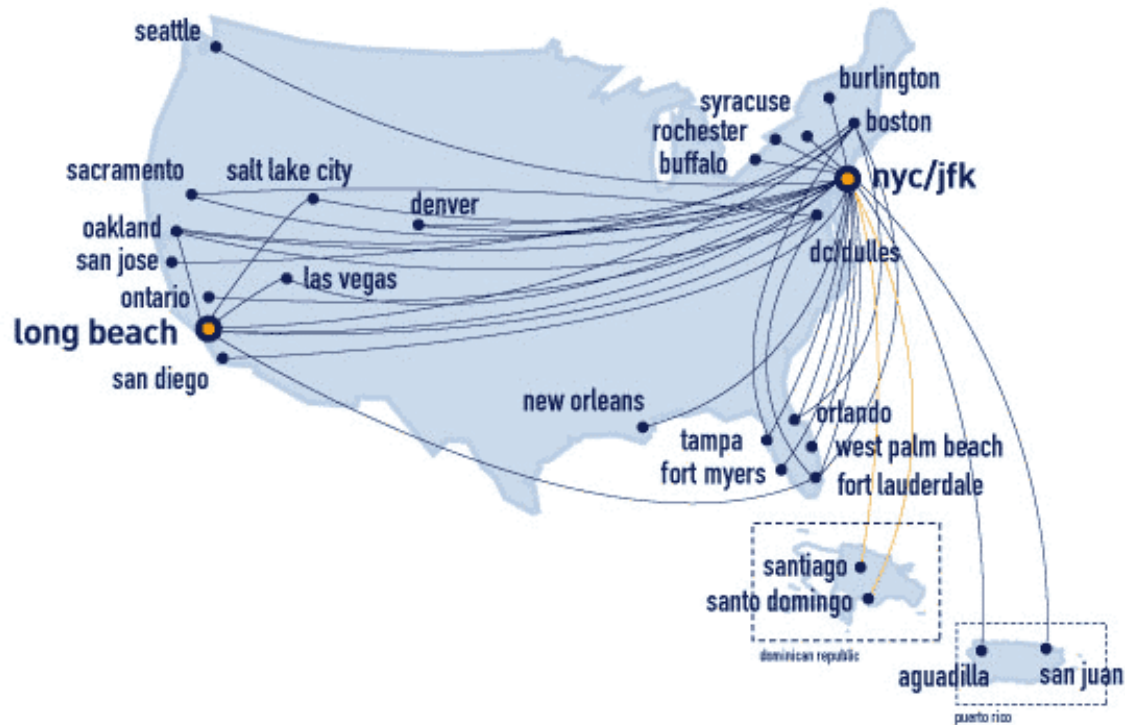 seattle
burlington
syracuse
boston
rochester
buffalo
sacramento
salt lake city
nyc/jfk
denver
oakland
dc/dulles
san jose
las vegas
ontario
long beach
san diego
new orleans
orlando
tampa
west palm beach
fort myers
fort lauderdale
santiago
santo domingo
dominican republic
aguadilla
san juan
puerto rico